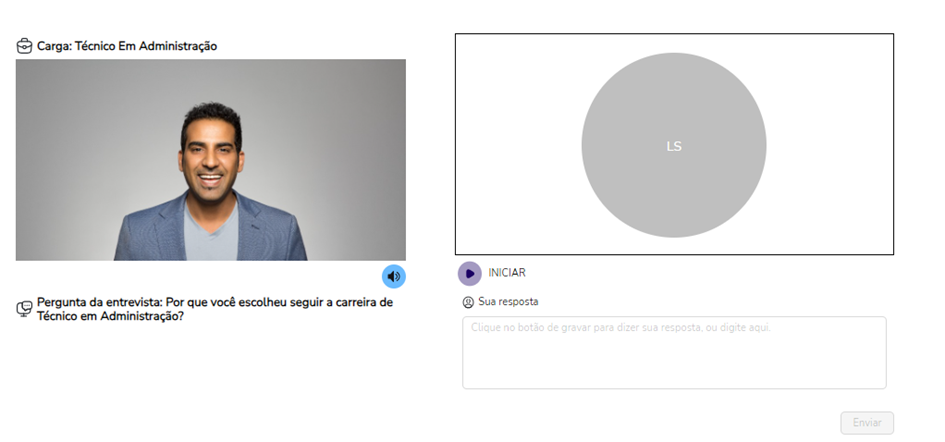 Carga: Técnico Em Administração
Pergunta da entrevista: Por que você escolheu seguir a carreira de
Técnico em Administração?
LS
INICIAR
Sua resposta
Clique no botão de gravar para dizer sua resposta, ou digite aqui.
Enviar